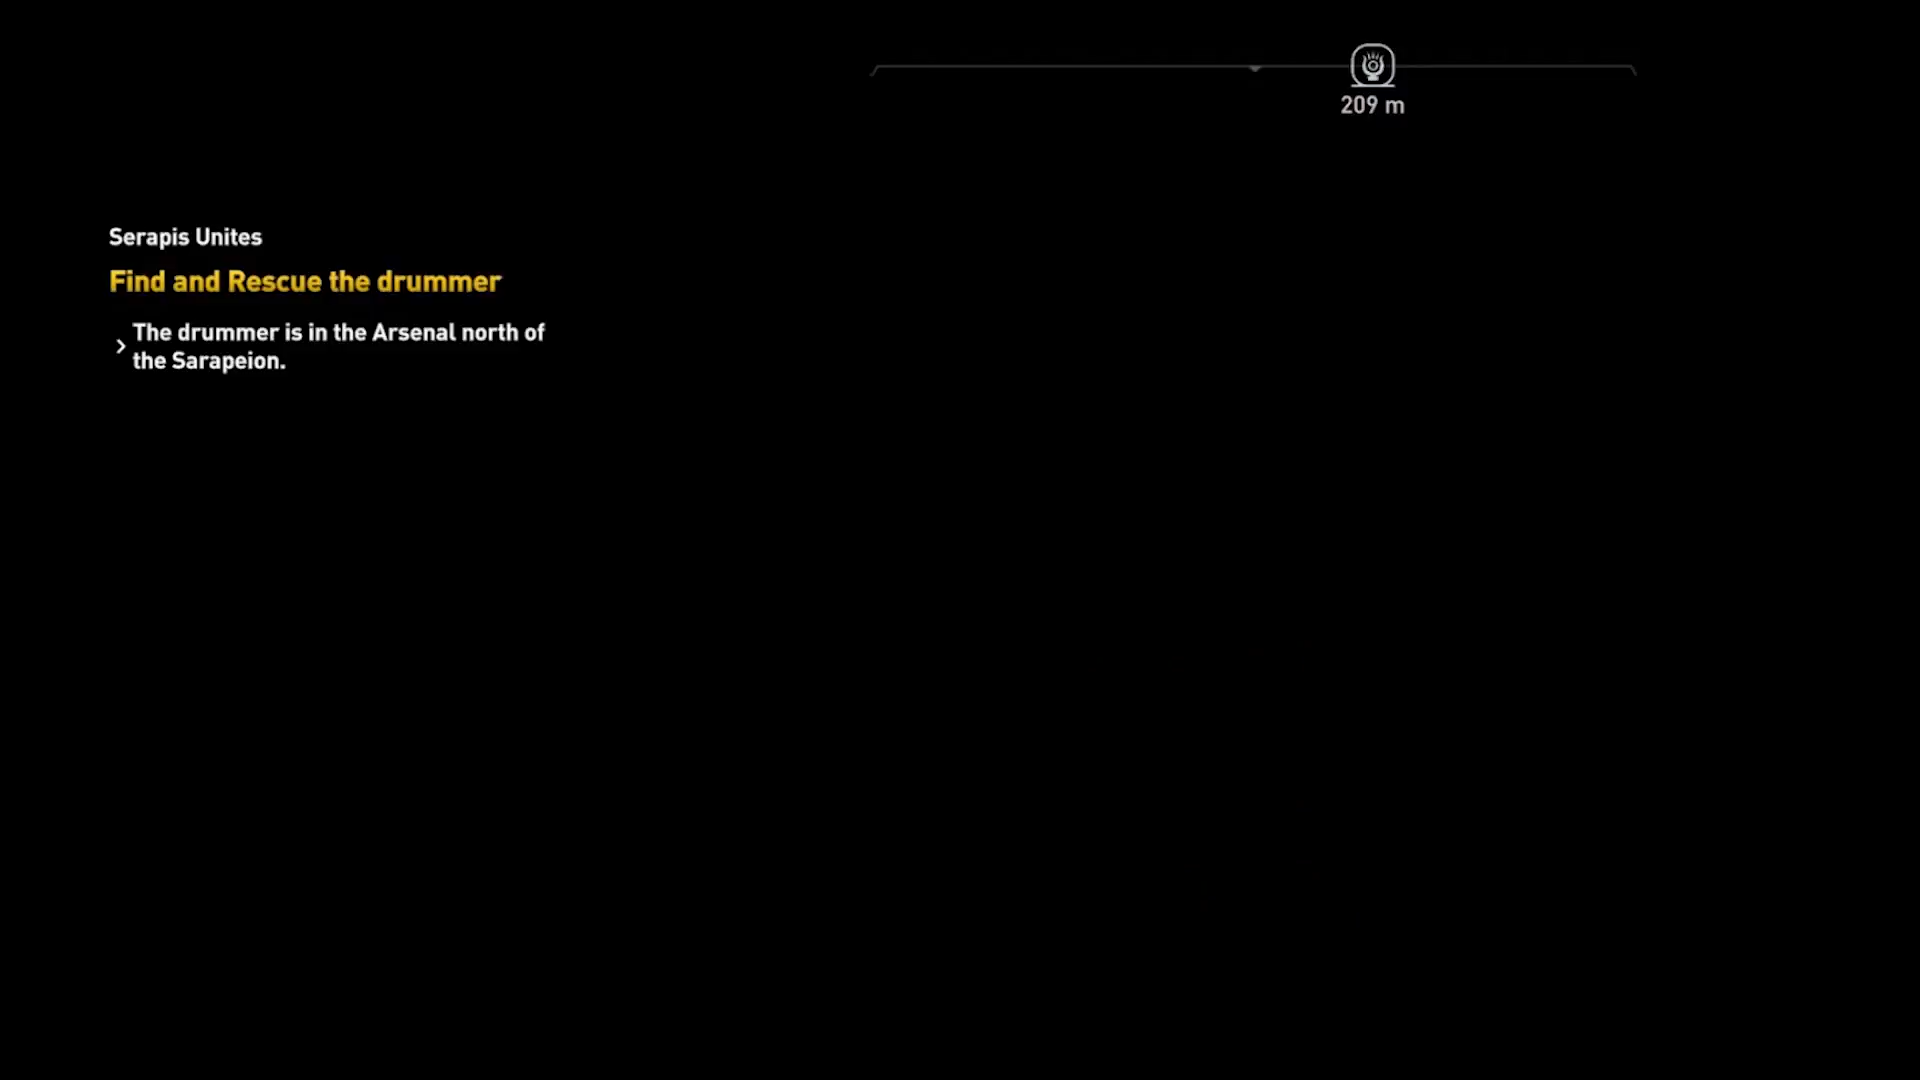 209 m
Serapis Unites
Find and Rescue the drummer
The drummer is in the Arsenal north of
the Sarapeion.